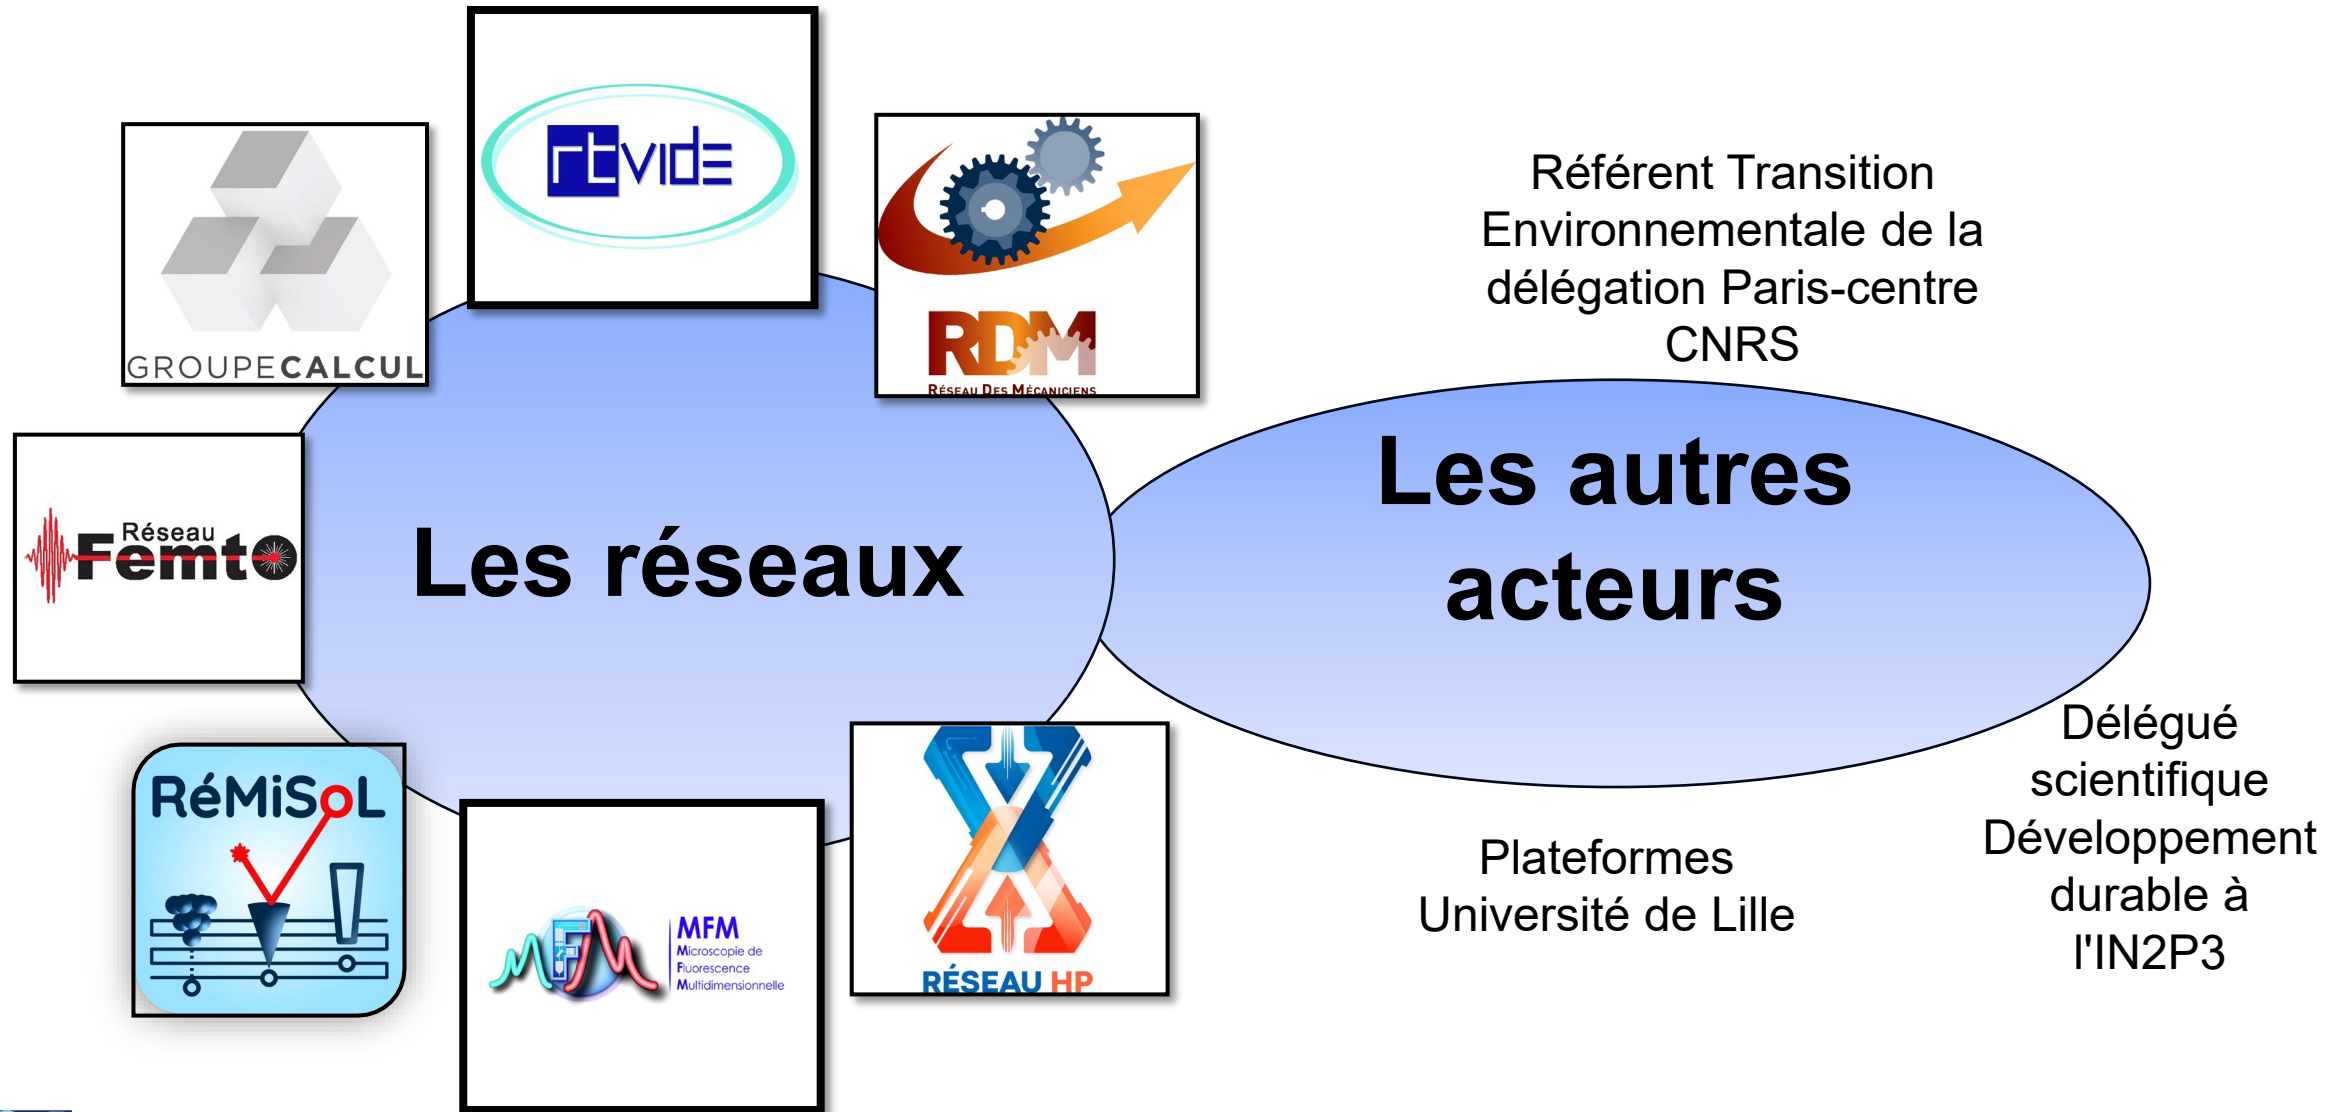 rtvide
GROUPECALCUL
RDM
RÉSEAU DES MÉCANICIENS
Réseau
Femto
Les réseaux
RéMiSoL
MFM
MFM
Microscopie de
Fluorescence
Multidimensionnelle
RÉSEAU HP
Référent Transition
Environnementale de la
délégation Paris-centre
CNRS
Les autres
acteurs
Plateformes
Université de Lille
Délégué
scientifique
Développement
durable à
l'IN2P3